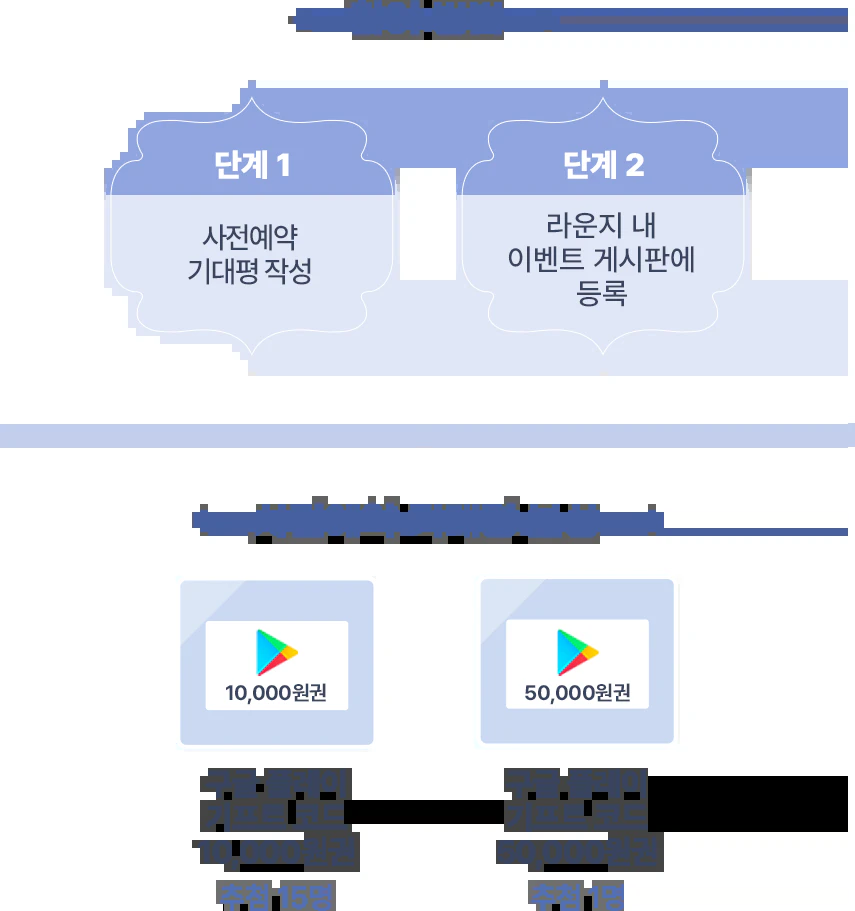 단계 1
사전예약
기대평 작성
단계 2
라운지 내
이벤트 게시판에
등록
10,000원권
50,000원권
구글 플레이
기프트 코드
10,000원권
추첨 15명
구글 플레이
기프트 코드
50,000원권
추첨 1명